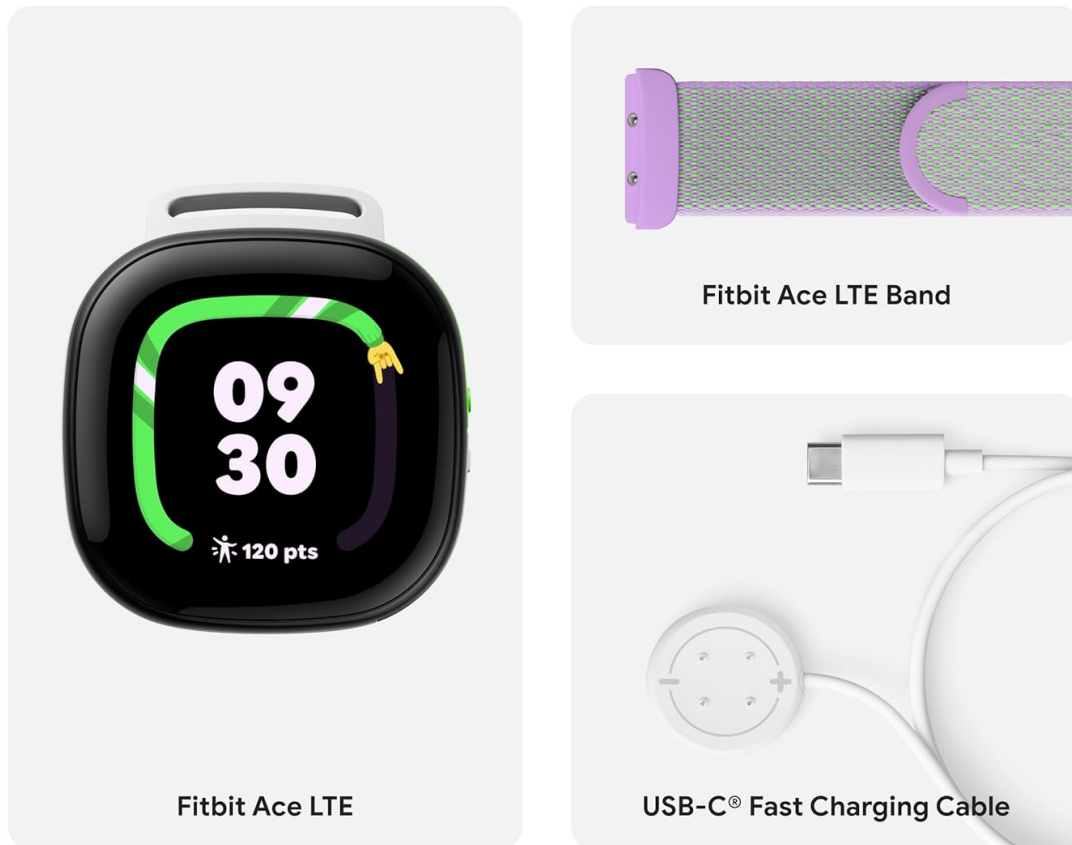 09
30
120 pts
Fitbit Ace LTE
Fitbit Ace LTE Band
USB-C® Fast Charging Cable